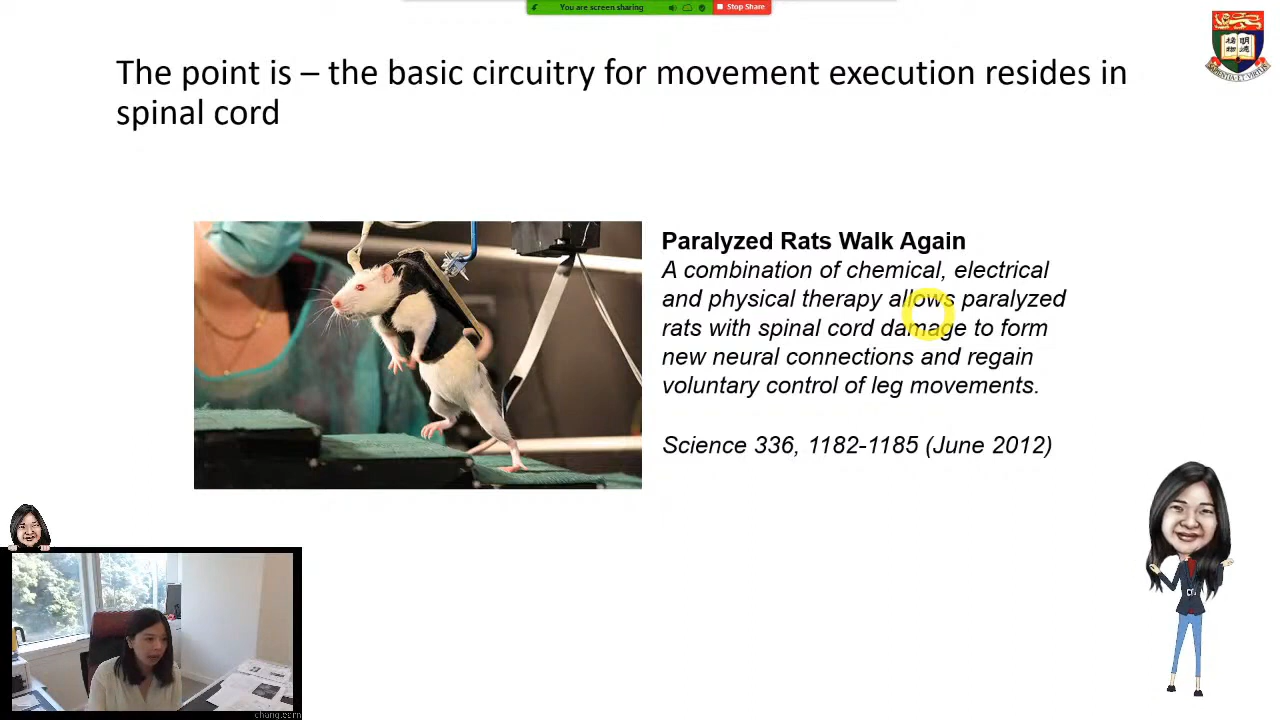 You are screen sharing
Stop Share
The point is – the basic circuitry for movement execution resides in
spinal cord
Paralyzed Rats Walk Again
A combination of chemical, electrical
and physical therapy allows paralyzed
rats with spinal cord damage to form
new neural connections and regain
voluntary control of leg movements.
Science 336, 1182-1185 (June 2012)